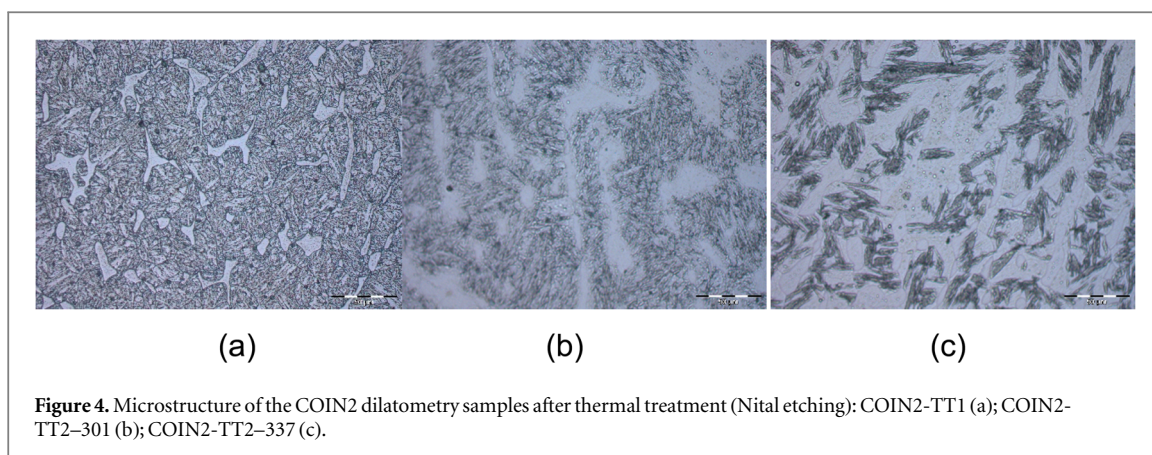 (a)
(b)
(c)
Figure 4. Microstructure of the COIN2 dilatometry samples after thermal treatment (Nital etching): COIN2-TT1 (a); COIN2-
TT2–301 (b); COIN2-TT2–337 (c).